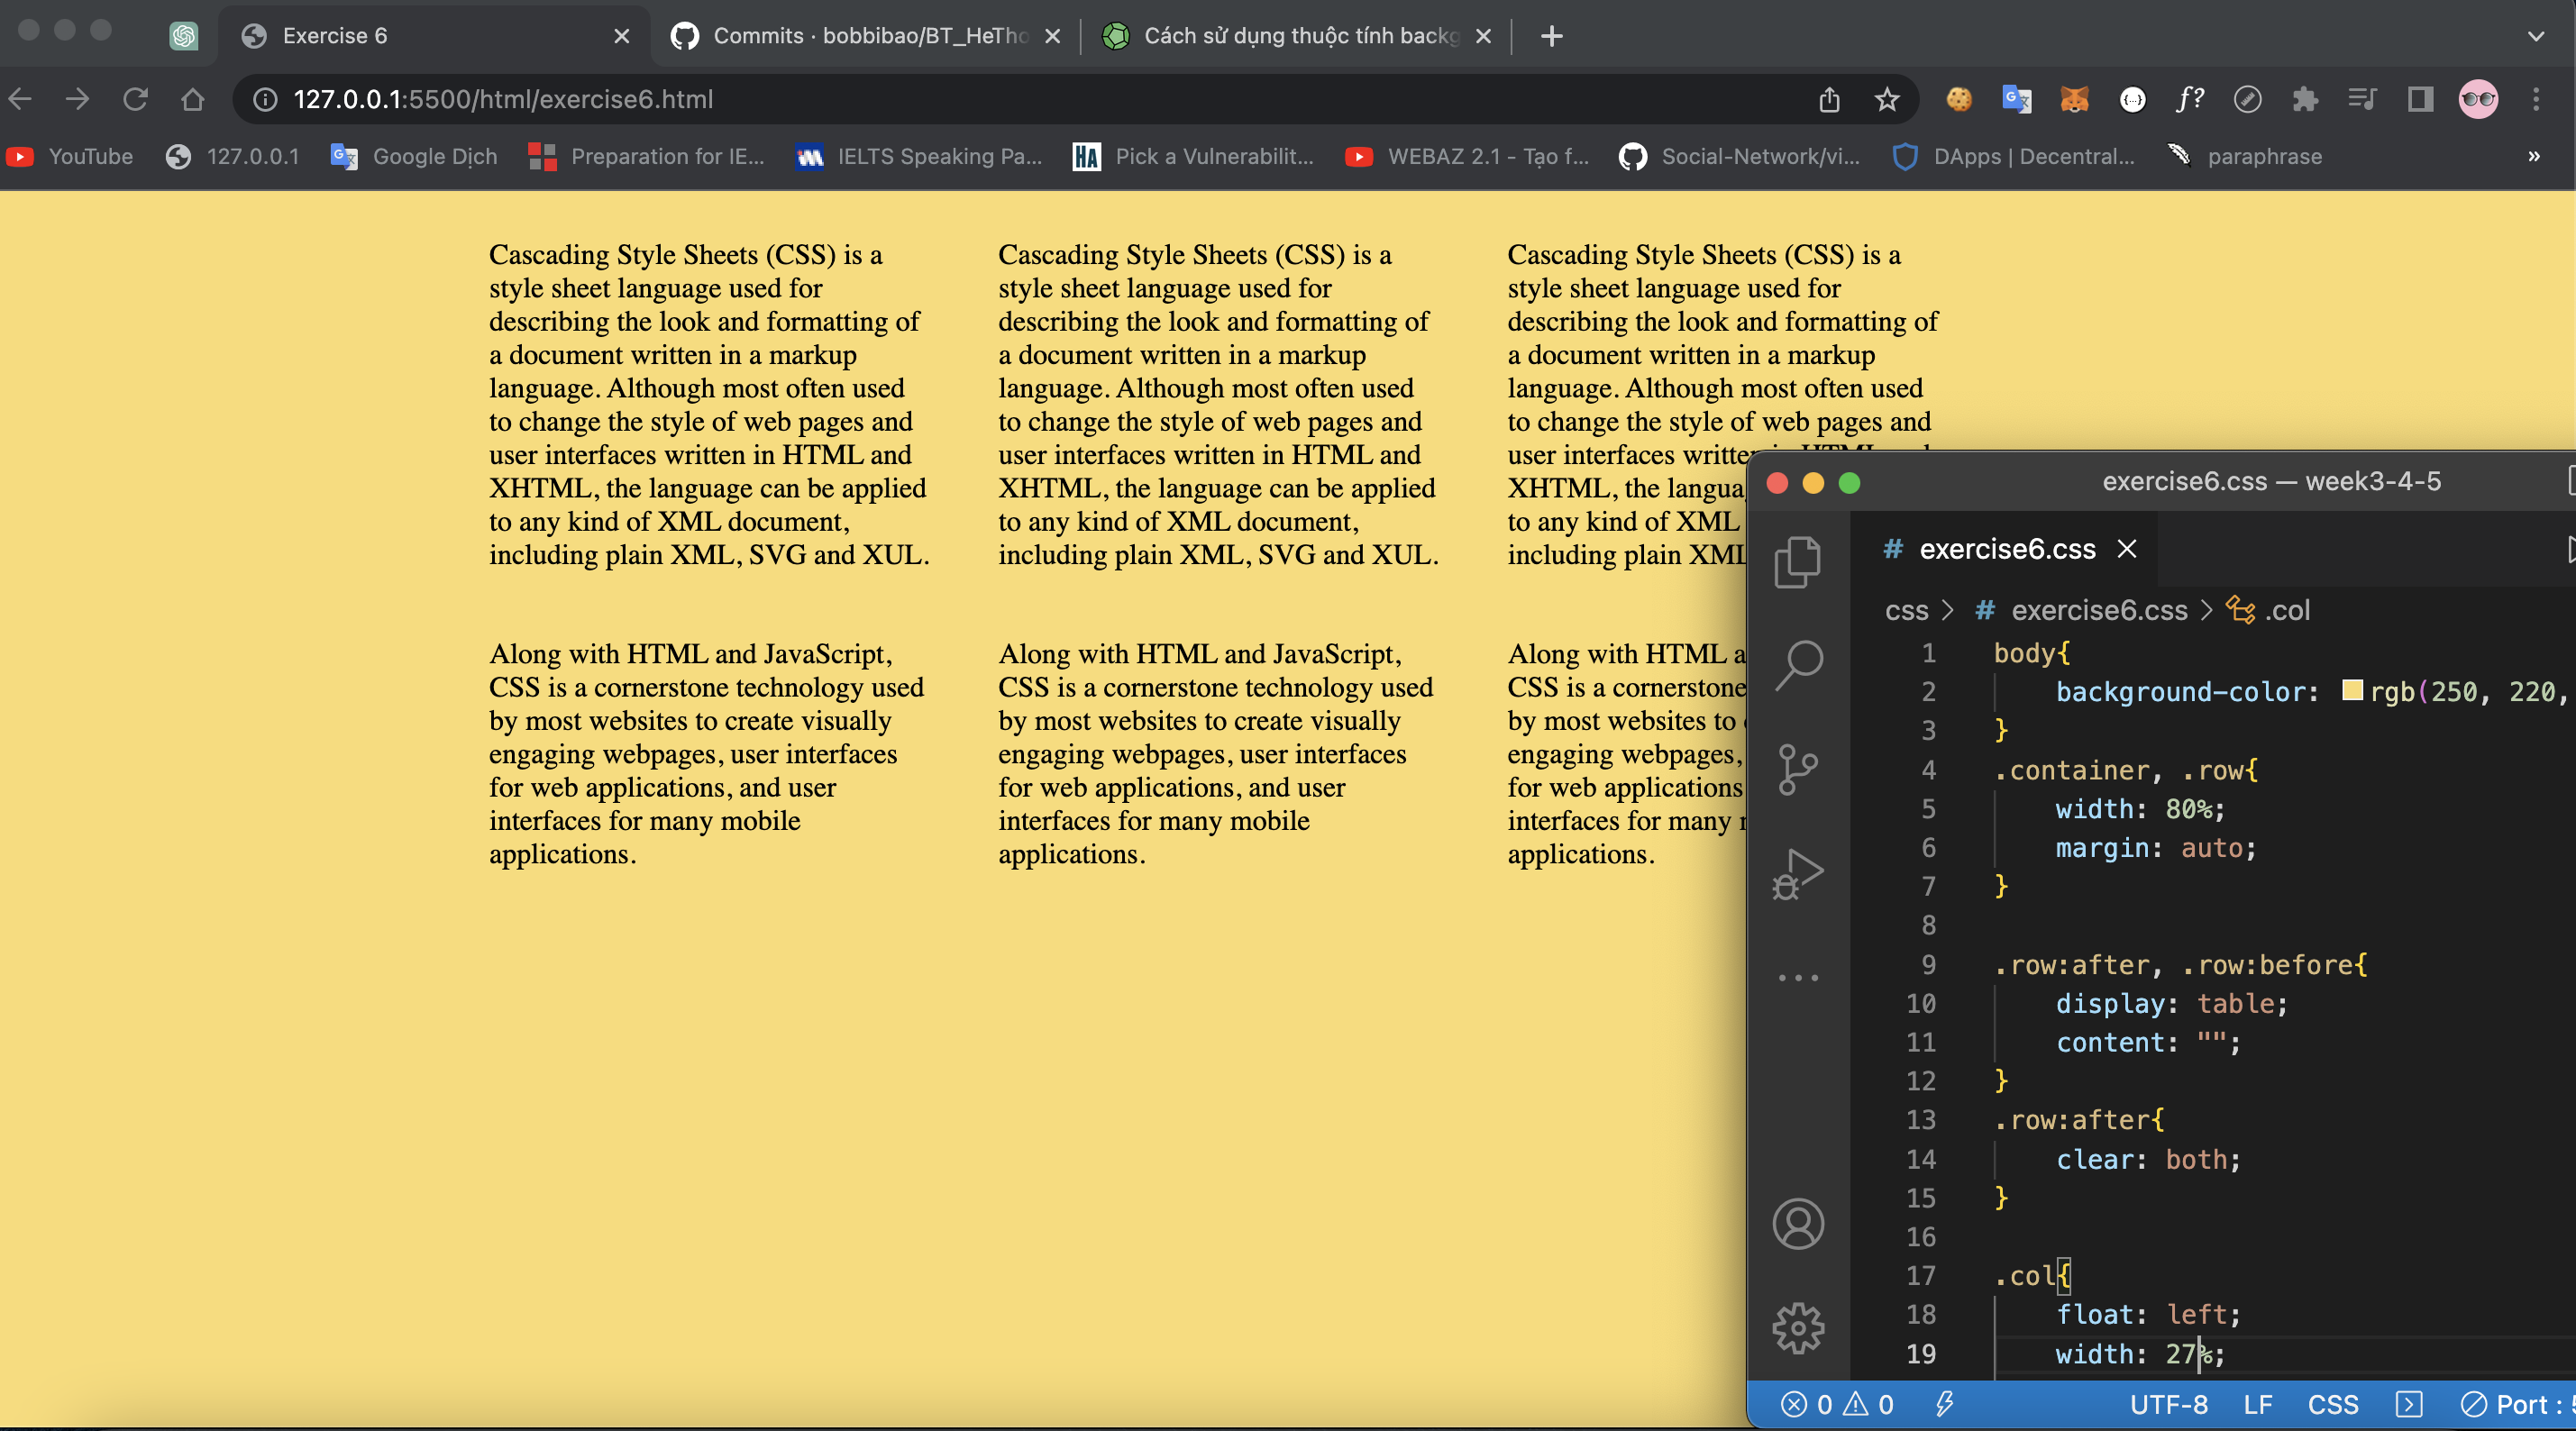 Exercise 6
Commits · bobbibao/BT_HeTho
Cách sử dụng thuộc tính backg
127.0.0.1:5500/html/exercise6.html
f?
YouTube
127.0.0.1
Google Dịch
Preparation for IE...
IELTS Speaking Pa...
HA
Pick a Vulnerabilit...
WEBAZ 2.1 - Tạo f...
Social-Network/vi...
DApps | Decentral...
paraphrase
»
Cascading Style Sheets (CSS) is a
style sheet language used for
describing the look and formatting of
a document written in a markup
language. Although most often used
to change the style of web pages and
user interfaces written in HTML and
XHTML, the language can be applied
to any kind of XML document,
including plain XML, SVG and XUL.
Along with HTML and JavaScript,
CSS is a cornerstone technology used
by most websites to create visually
engaging webpages, user interfaces
for web applications, and user
interfaces for many mobile
applications.
Cascading Style Sheets (CSS) is a
style sheet language used for
describing the look and formatting of
a document written in a markup
language. Although most often used
to change the style of web pages and
user interfaces written in HTML and
XHTML, the language can be applied
to any kind of XML document,
including plain XML, SVG and XUL.
Along with HTML and JavaScript,
CSS is a cornerstone technology used
by most websites to create visually
engaging webpages, user interfaces
for web applications, and user
interfaces for many mobile
applications.
Cascading Style Sheets (CSS) is a
style sheet language used for
describing the look and formatting of
a document written in a markup
language. Although most often used
to change the style of web pages and
user interfaces
XHTML, the
to any kind of XML
including plain XML
Along with HTML
CSS is a cornerstone
by most websites to
engaging webpages,
for web applications
interfaces for many
applications.
exercise6.css — week3-4-5
# exercise6.css
css > # exercise6.css > .col
1 body{
2 background-color: rgb(250, 220,
3 }
4 .container, .row{
5 width: 80%;
6 margin: auto;
7 }
8
9 .row:after, .row:before{
10 display: table;
11 content: "";
12 }
13 .row:after{
14 clear: both;
15 }
16
17 .col{
18 float: left;
19 width: 27%;
0 0 UTF-8 LF CSS Port :